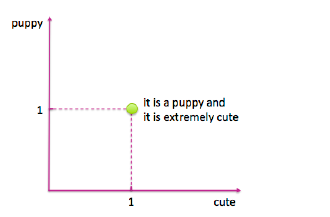 puppy
it is a puppy and
it is extremely cute
1
1
cute